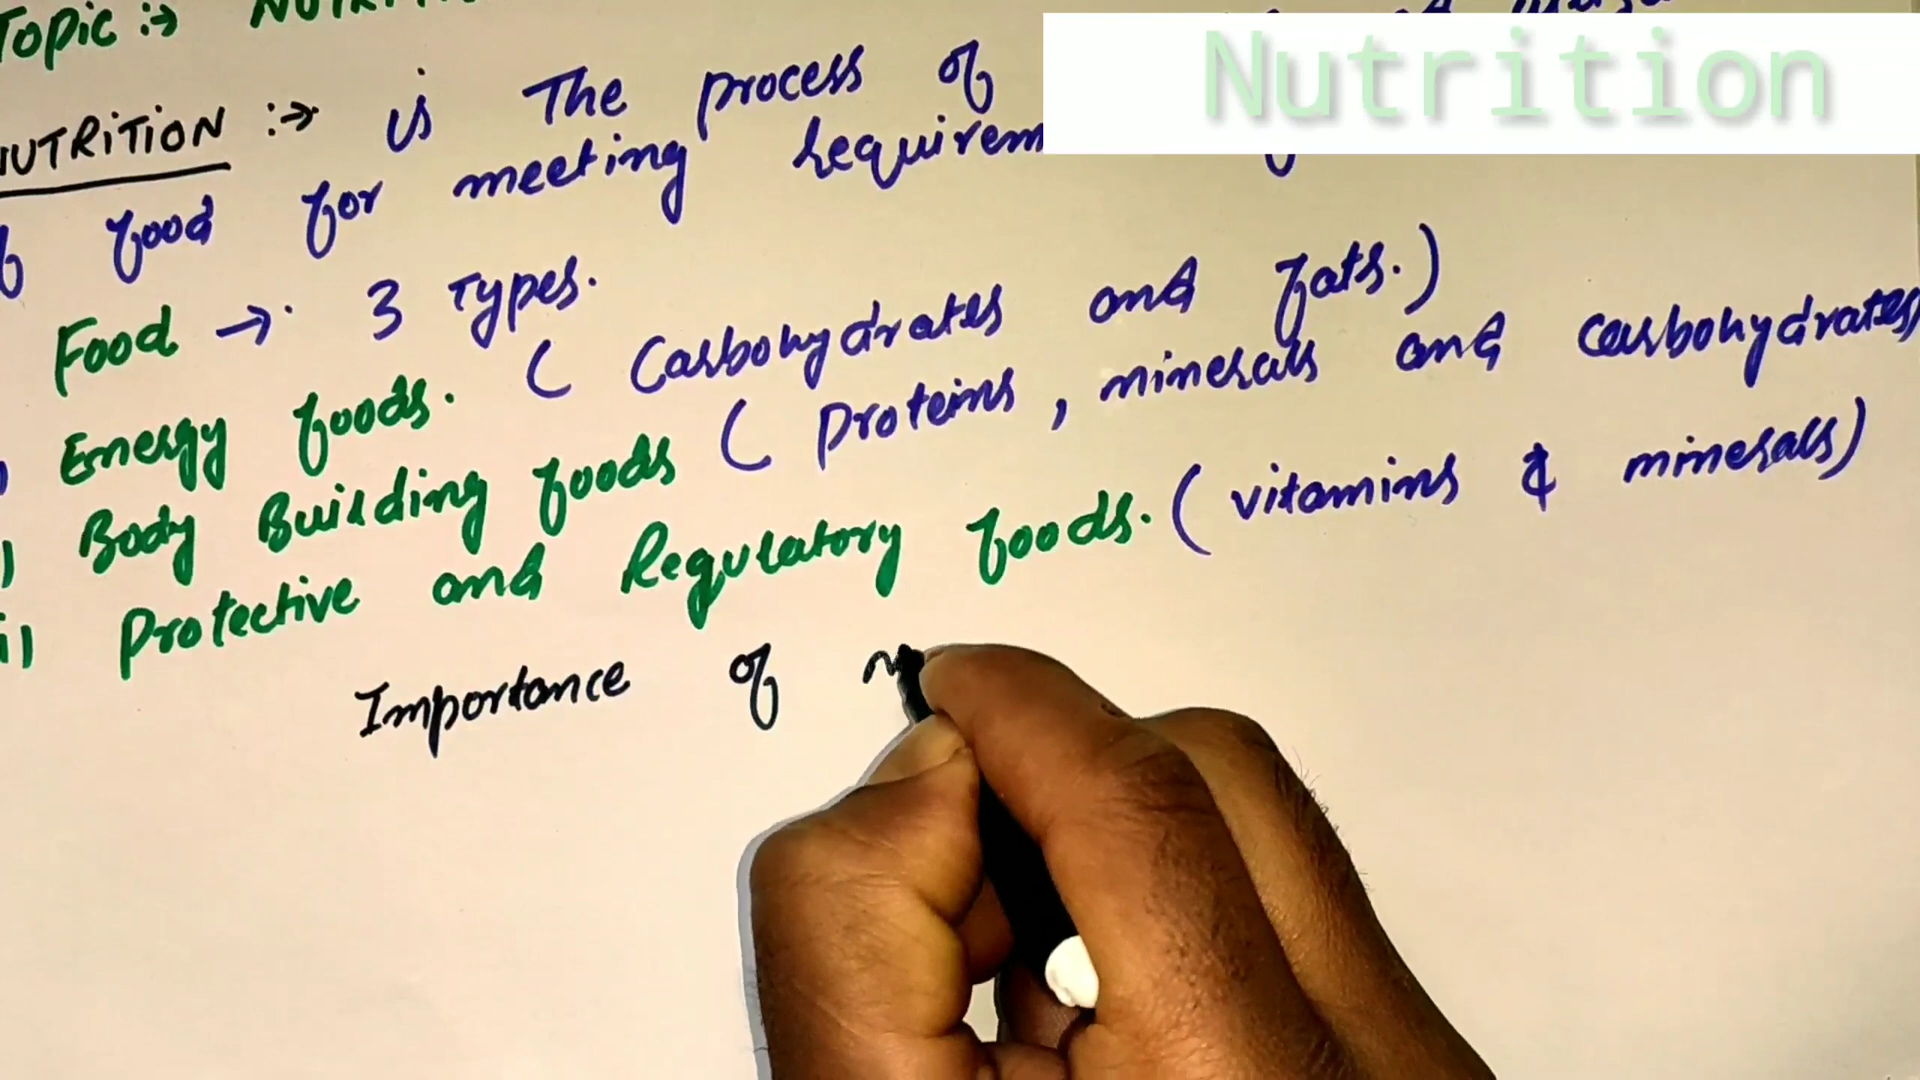 Topic :->
Nutrition
NUTRITION :-> is The process of
of food for meeting
Food -> 3 Types.
Energy foods. ( Carbohydrates and fats. )
Body Building foods ( Proteins , minerals and carbohydrates)
Protective and Regulatory foods. ( vitamins & minerals)
Importance of